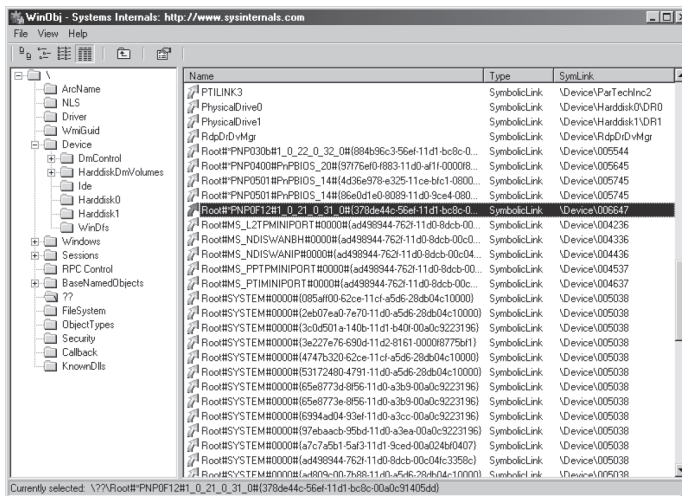 WinObj - Systems Internals: http://www.sysinternals.com
File View Help
\
ArcName
NLS
Driver
WmiGuid
Device
DmControl
HarddiskDmVolumes
Ide
Harddisk0
Harddisk1
WinDfs
Windows
Sessions
RPC Control
BaseNamedObjects
??
FileSystem
ObjectTypes
Security
Callback
KnownDlls
Name Type SymLink
PTILINK3 SymbolicLink \Device\ParTechInc2
PhysicalDrive0 SymbolicLink \Device\Harddisk0\DR0
PhysicalDrive1 SymbolicLink \Device\Harddisk1\DR1
RdpDrDvMgr SymbolicLink \Device\RdpDrDvMgr
Root#*PNP030b#1_0_22_0_32_0#{884b96c3-56ef-11d1-bc8c-0... SymbolicLink \Device\005544
Root#*PNP0400#PnPBIOS_20#{97f76ef0-f883-11d0-af1f-0000f8... SymbolicLink \Device\005645
Root#*PNP0501#PnPBIOS_14#{4d36e978-e325-11ce-bfc1-0800... SymbolicLink \Device\005745
Root#*PNP0501#PnPBIOS_14#{86e0d1e0-8089-11d0-9ce4-080... SymbolicLink \Device\005745
Root#*PNP0F12#1_0_21_0_31_0#{378de44c-56ef-11d1-bc8c-0... SymbolicLink \Device\006647
Root#MS_L2TPMINIPORT#0000#{ad498944-762f-11d0-8dcb-00... SymbolicLink \Device\004236
Root#MS_NDISWANBH#0000#{ad498944-762f-11d0-8dcb-00c0... SymbolicLink \Device\004336
Root#MS_NDISWANIP#0000#{ad498944-762f-11d0-8dcb-00c04... SymbolicLink \Device\004436
Root#MS_PPTPMINIPORT#0000#{ad498944-762f-11d0-8dcb-00... SymbolicLink \Device\004537
Root#MS_PTIMINIPORT#0000#{ad498944-762f-11d0-8dcb-00c... SymbolicLink \Device\004637
Root#SYSTEM#0000#{085aff00-62ce-11cf-a5d6-28db04c10000} SymbolicLink \Device\005038
Root#SYSTEM#0000#{2eb07ea0-7e70-11d0-a5d6-28db04c10000} SymbolicLink \Device\005038
Root#SYSTEM#0000#{3c0d501a-140b-11d1-b40f-00a0c9223196} SymbolicLink \Device\005038
Root#SYSTEM#0000#{3e227e76-690d-11d2-8161-0000f8775bf1} SymbolicLink \Device\005038
Root#SYSTEM#0000#{4747b320-62ce-11cf-a5d6-28db04c10000} SymbolicLink \Device\005038
Root#SYSTEM#0000#{53172480-4791-11d0-a5d6-28db04c10000} SymbolicLink \Device\005038
Root#SYSTEM#0000#{65e8773d-8f56-11d0-a3b9-00a0c9223196} SymbolicLink \Device\005038
Root#SYSTEM#0000#{65e8773e-8f56-11d0-a3b9-00a0c9223196} SymbolicLink \Device\005038
Root#SYSTEM#0000#{6994ad04-93ef-11d0-a3cc-00a0c9223196} SymbolicLink \Device\005038
Root#SYSTEM#0000#{97ebaacb-95bd-11d0-a3ea-00a0c9223196} SymbolicLink \Device\005038
Root#SYSTEM#0000#{a7c7a5b1-5af3-11d1-9ced-00a024bf0407} SymbolicLink \Device\005038
Root#SYSTEM#0000#{ad498944-762f-11d0-8dcb-00c04fc3358c} SymbolicLink \Device\005038
Root#SYSTEM#0000#{ad809c00-7b88-11d0-a5d6-28db04c10000} SymbolicLink \Device\005038
Currently selected: \??\Root#*PNP0F12#1_0_21_0_31_0#{378de44c-56ef-11d1-bc8c-00a0c91405dd}